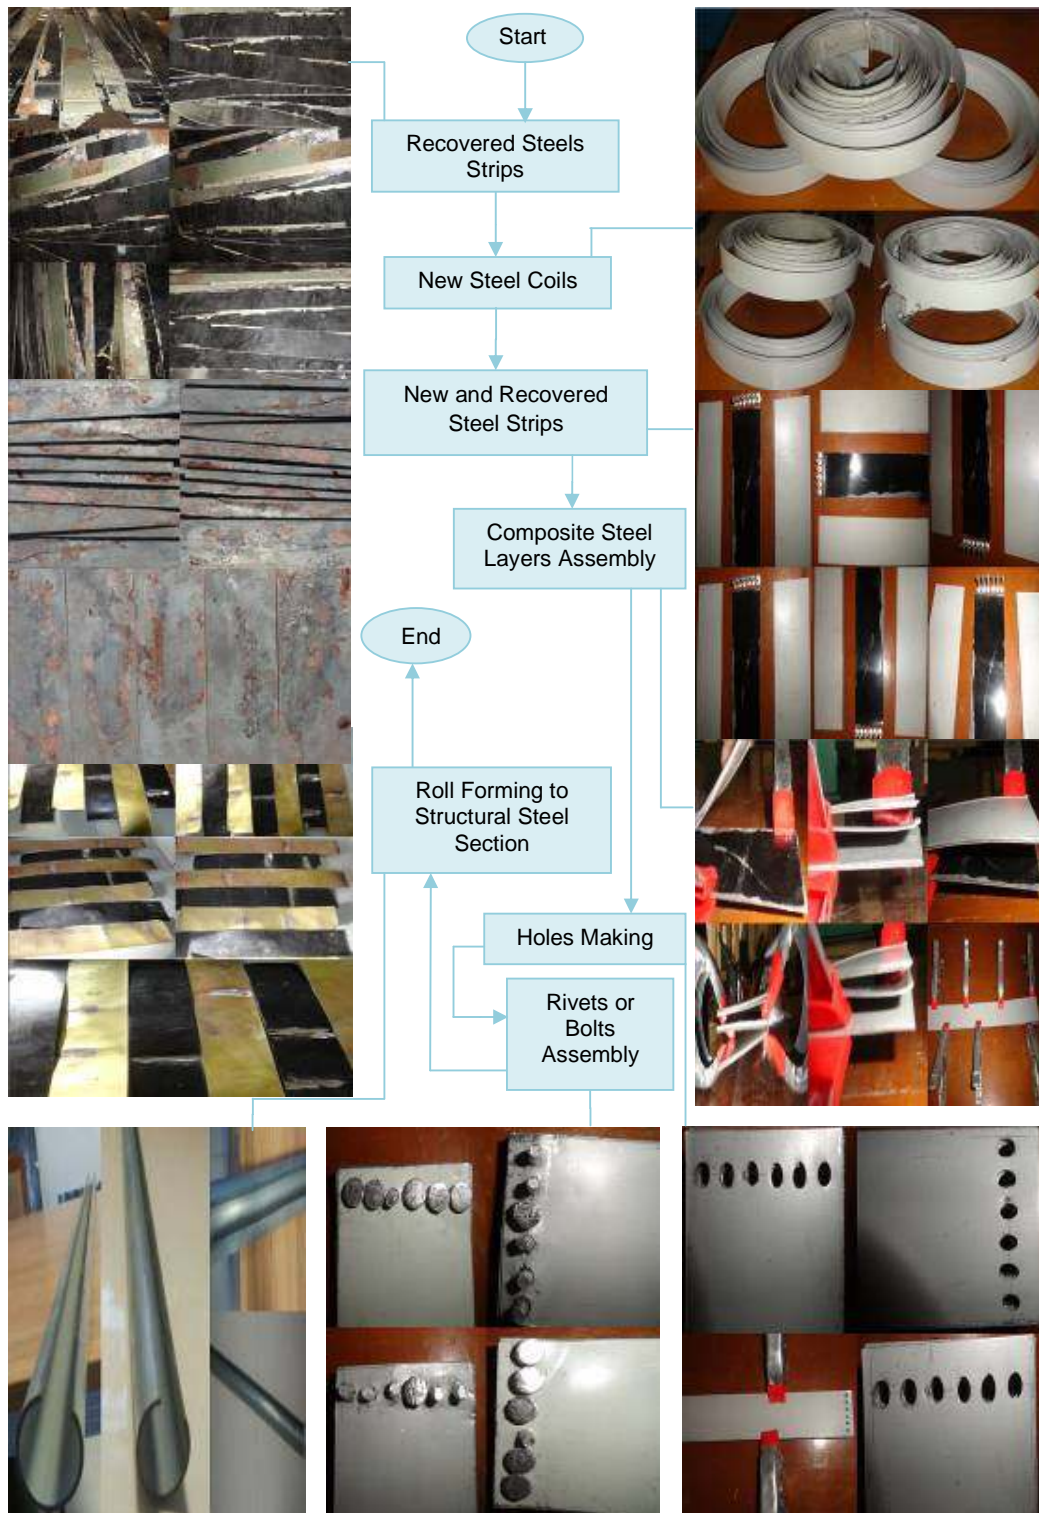 Start
Recovered Steels
Strips
New Steel Coils
New and Recovered
Steel Strips
Composite Steel
Layers Assembly
End
Roll Forming to
Structural Steel
Section
Holes Making
Rivets or
Bolts
Assembly